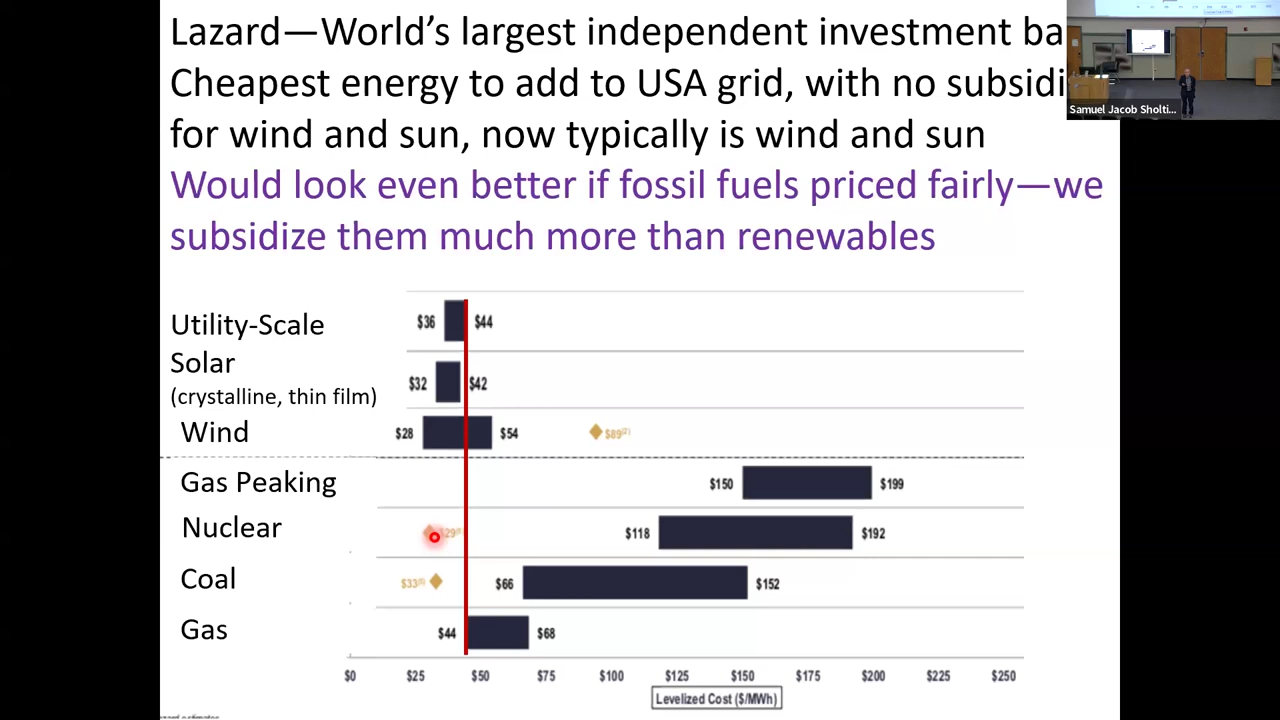 Lazard—World's largest independent investment ba
Cheapest energy to add to USA grid, with no subsidi
for wind and sun, now typically is wind and sun
Would look even better if fossil fuels priced fairly—we
subsidize them much more than renewables
Samuel Jacob Sholti...
Utility-Scale
Solar
(crystalline, thin film)
$36 $44
$32 $42
Wind $28 $54 $89(2)
Gas Peaking $150 $199
Nuclear $118 $192
Coal $33 $66 $152
Gas $44 $68
$0 $25 $50 $75 $100 $125 $150 $175 $200 $225 $250
Levelized Cost ($/MWh)